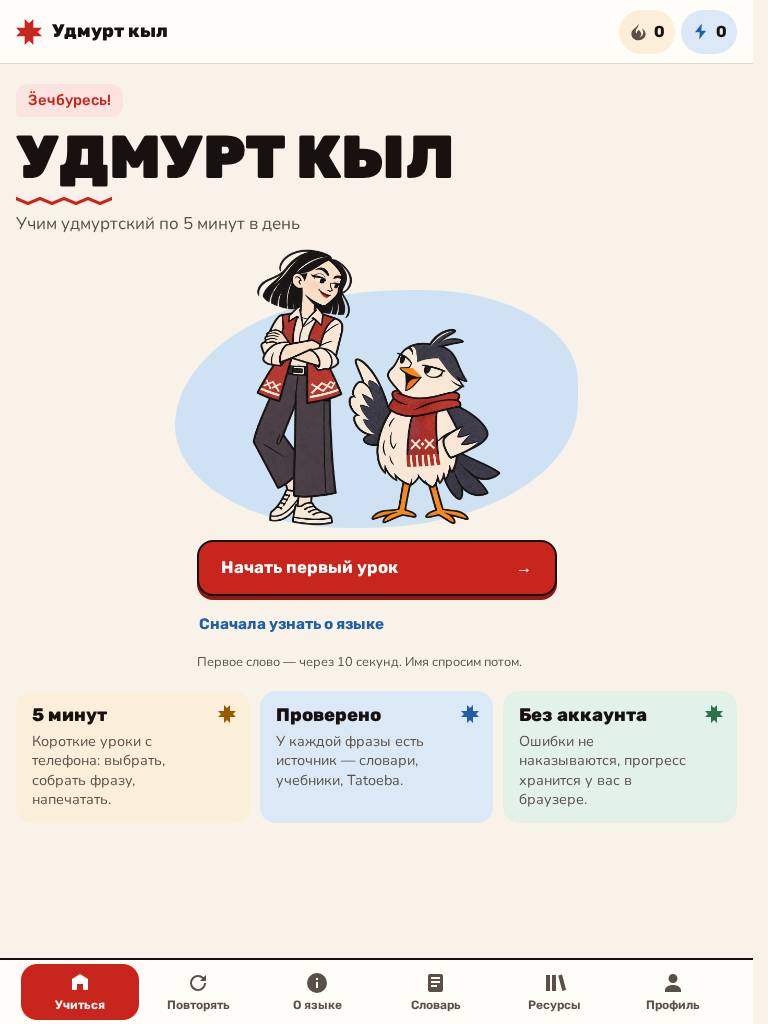 Удмурт кыл
0
0
Ӟечбуресь!
УДМУРТ КЫЛ
Учим удмуртский по 5 минут в день
Начать первый урок →
Сначала узнать о языке
Первое слово — через 10 секунд. Имя спросим потом.
5 минут
Короткие уроки с
телефона: выбрать,
собрать фразу,
напечатать.
Проверено
У каждой фразы есть
источник — словари,
учебники, Tatoeba.
Без аккаунта
Ошибки не
наказываются, прогресс
хранится у вас в
браузере.
Учиться
Повторять
О языке
Словарь
Ресурсы
Профиль